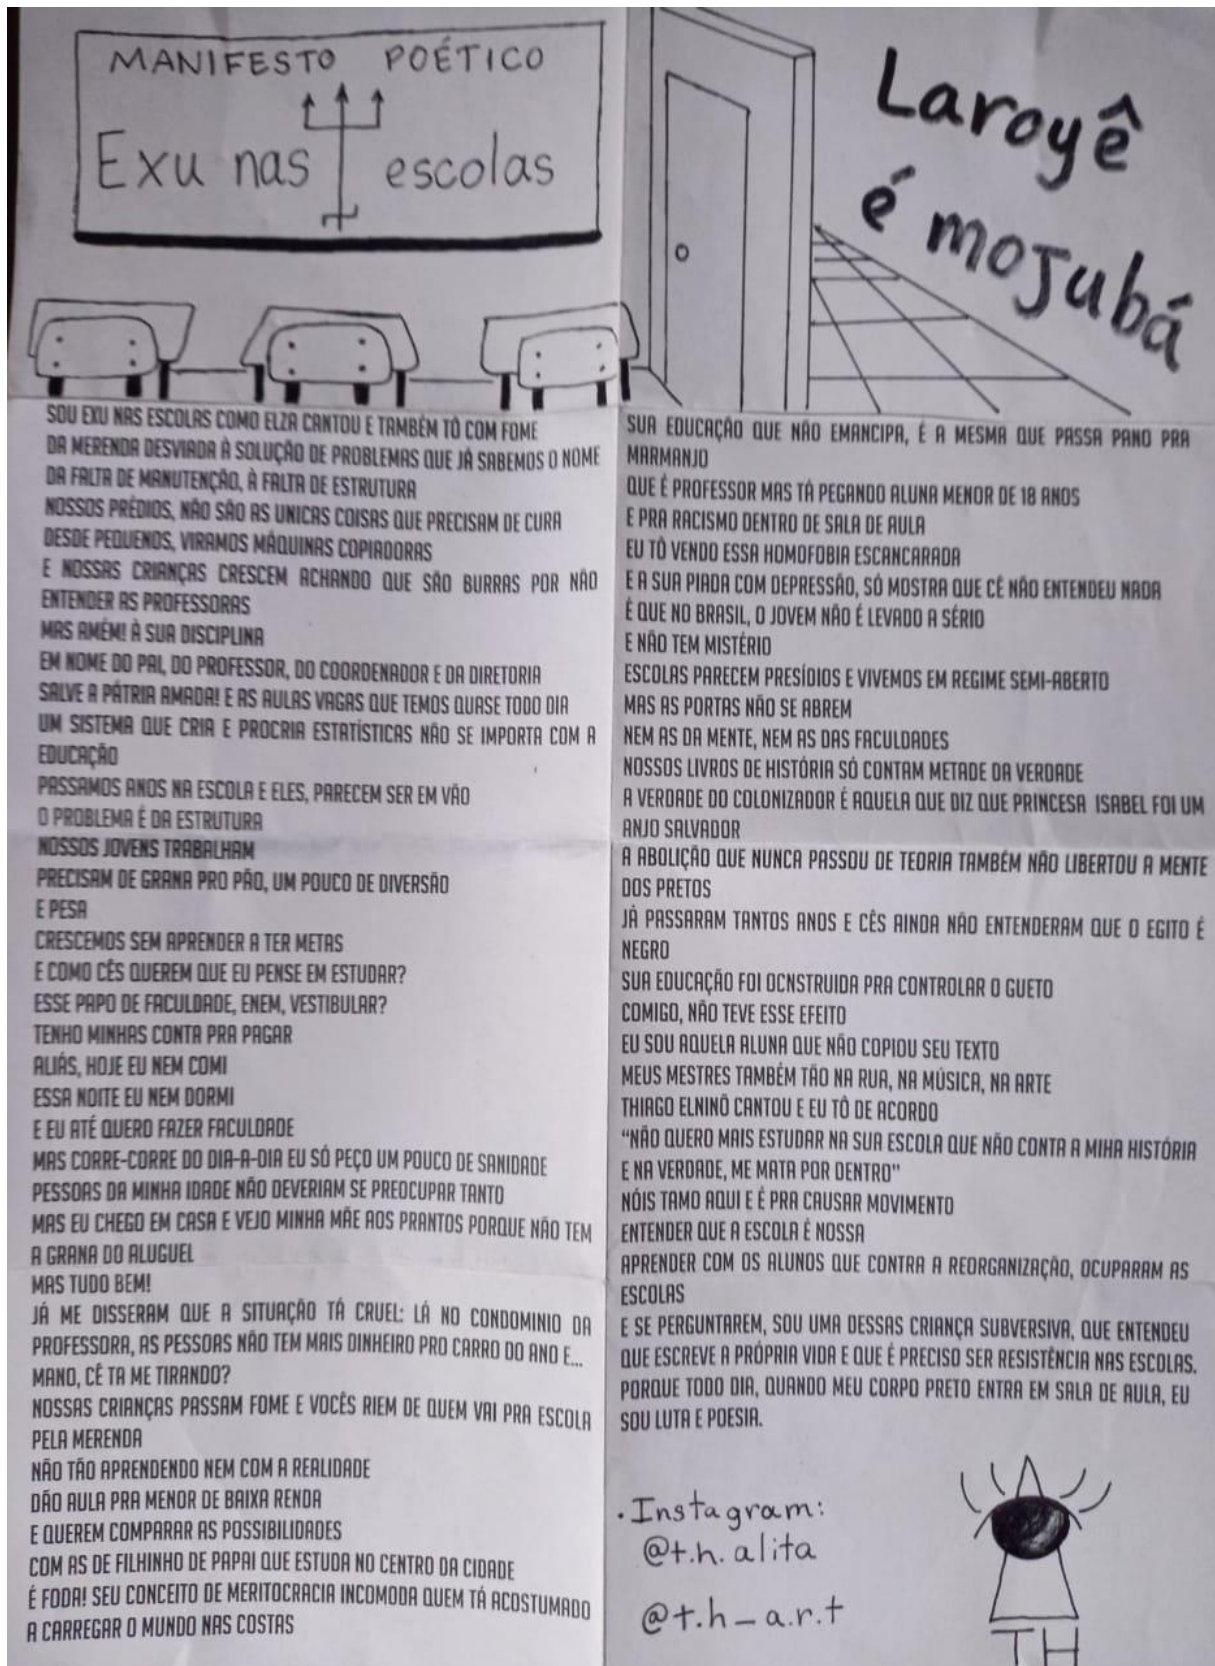 MANIFESTO POÉTICO
Exu nas escolas
Laroyê
é mojubá
SOU EXU NAS ESCOLAS COMO ELZA CANTOU E TAMBÉM TÔ COM FOME
DA MERENDA DESVIADA À SOLUÇÃO DE PROBLEMAS QUE JÁ SABEMOS O NOME
DA FALTA DE MANUTENÇÃO, À FALTA DE ESTRUTURA
NOSSOS PRÉDIOS, NÃO SÃO AS UNICAS COISAS QUE PRECISAM DE CURA
DESDE PEQUENOS, VIRAMOS MÁQUINAS COPIADORAS
E NOSSAS CRIANÇAS CRESCEM ACHANDO QUE SÃO BURRAS POR NÃO
ENTENDER AS PROFESSORAS
MAS AMÉM! À SUA DISCIPLINA
EM NOME DO PAI, DO PROFESSOR, DO COORDENADOR E DA DIRETORIA
SALVE A PÁTRIA AMADA! E AS AULAS VAGAS QUE TEMOS QUASE TODO DIA
UM SISTEMA QUE CRIA E PROCRIA ESTATÍSTICAS NÃO SE IMPORTA COM A
EDUCAÇÃO
PASSAMOS ANOS NA ESCOLA E ELES, PARECEM SER EM VÃO
O PROBLEMA É DA ESTRUTURA
NOSSOS JOVENS TRABALHAM
PRECISAM DE GRANA PRO PÃO, UM POUCO DE DIVERSÃO
E PESA
CRESCEMOS SEM APRENDER A TER METAS
E COMO CÊS QUEREM QUE EU PENSE EM ESTUDAR?
ESSE PAPO DE FACULDADE, ENEM, VESTIBULAR?
TENHO MINHAS CONTA PRA PAGAR
ALIÁS, HOJE EU NEM COMI
ESSA NOITE EU NEM DORMI
E EU ATÉ QUERO FAZER FACULDADE
MAS CORRE-CORRE DO DIA-A-DIA EU SÓ PEÇO UM POUCO DE SANIDADE
PESSOAS DA MINHA IDADE NÃO DEVERIAM SE PREOCUPAR TANTO
MAS EU CHEGO EM CASA E VEJO MINHA MÃE AOS PRANTOS PORQUE NÃO TEM
A GRANA DO ALUGUEL
MAS TUDO BEM!
JÁ ME DISSERAM QUE A SITUAÇÃO TÁ CRUEL: LÁ NO CONDOMINIO DA
PROFESSORA, AS PESSOAS NÃO TEM MAIS DINHEIRO PRO CARRO DO ANO E...
MANO, CÊ TA ME TIRANDO?
NOSSAS CRIANÇAS PASSAM FOME E VOCÊS RIEM DE QUEM VAI PRA ESCOLA
PELA MERENDA
NÃO TÃO APRENDENDO NEM COM A REALIDADE
DÃO AULA PRA MENOR DE BAIXA RENDA
E QUEREM COMPARAR AS POSSIBILIDADES
COM AS DE FILHINHO DE PAPAI QUE ESTUDA NO CENTRO DA CIDADE
É FODA! SEU CONCEITO DE MERITOCRACIA INCOMODA QUEM TÁ ACOSTUMADO
A CARREGAR O MUNDO NAS COSTAS
SUA EDUCAÇÃO QUE NÃO EMANCIPA, É A MESMA QUE PASSA PANO PRA
MARMANJO
QUE É PROFESSOR MAS TÁ PEGANDO ALUNA MENOR DE 18 ANOS
E PRA RACISMO DENTRO DE SALA DE AULA
EU TÔ VENDO ESSA HOMOFOBIA ESCANCARADA
E A SUA PIADA COM DEPRESSÃO, SÓ MOSTRA QUE CÊ NÃO ENTENDEU NADA
É QUE NO BRASIL, O JOVEM NÃO É LEVADO A SÉRIO
E NÃO TEM MISTÉRIO
ESCOLAS PARECEM PRESÍDIOS E VIVEMOS EM REGIME SEMI-ABERTO
MAS AS PORTAS NÃO SE ABREM
NEM AS DA MENTE, NEM AS DAS FACULDADES
NOSSOS LIVROS DE HISTÓRIA SÓ CONTAM METADE DA VERDADE
A VERDADE DO COLONIZADOR É AQUELA QUE DIZ QUE PRINCESA ISABEL FOI UM
ANJO SALVADOR
A ABOLIÇÃO QUE NUNCA PASSOU DE TEORIA TAMBÉM NÃO LIBERTOU A MENTE
DOS PRETOS
JÁ PASSARAM TANTOS ANOS E CÊS AINDA NÃO ENTENDERAM QUE O EGITO É
NEGRO
SUA EDUCAÇÃO FOI OCNSTRUIDA PRA CONTROLAR O GUETO
COMIGO, NÃO TEVE ESSE EFEITO
EU SOU AQUELA ALUNA QUE NÃO COPIOU SEU TEXTO
MEUS MESTRES TAMBÉM TÃO NA RUA, NA MÚSICA, NA ARTE
THIAGO ELNINÕ CANTOU E EU TÔ DE ACORDO
"NÃO QUERO MAIS ESTUDAR NA SUA ESCOLA QUE NÃO CONTA A MIHA HISTÓRIA
E NA VERDADE, ME MATA POR DENTRO"
NÓIS TAMO AQUI E É PRA CAUSAR MOVIMENTO
ENTENDER QUE A ESCOLA É NOSSA
APRENDER COM OS ALUNOS QUE CONTRA A REORGANIZAÇÃO, OCUPARAM AS
ESCOLAS
E SE PERGUNTAREM, SOU UMA DESSAS CRIANÇA SUBVERSIVA, QUE ENTENDEU
QUE ESCREVE A PRÓPRIA VIDA E QUE É PRECISO SER RESISTÊNCIA NAS ESCOLAS.
PORQUE TODO DIA, QUANDO MEU CORPO PRETO ENTRA EM SALA DE AULA, EU
SOU LUTA E POESIA.
• Instagram:
@t.h.alita
@t.h_a.r.t
TH